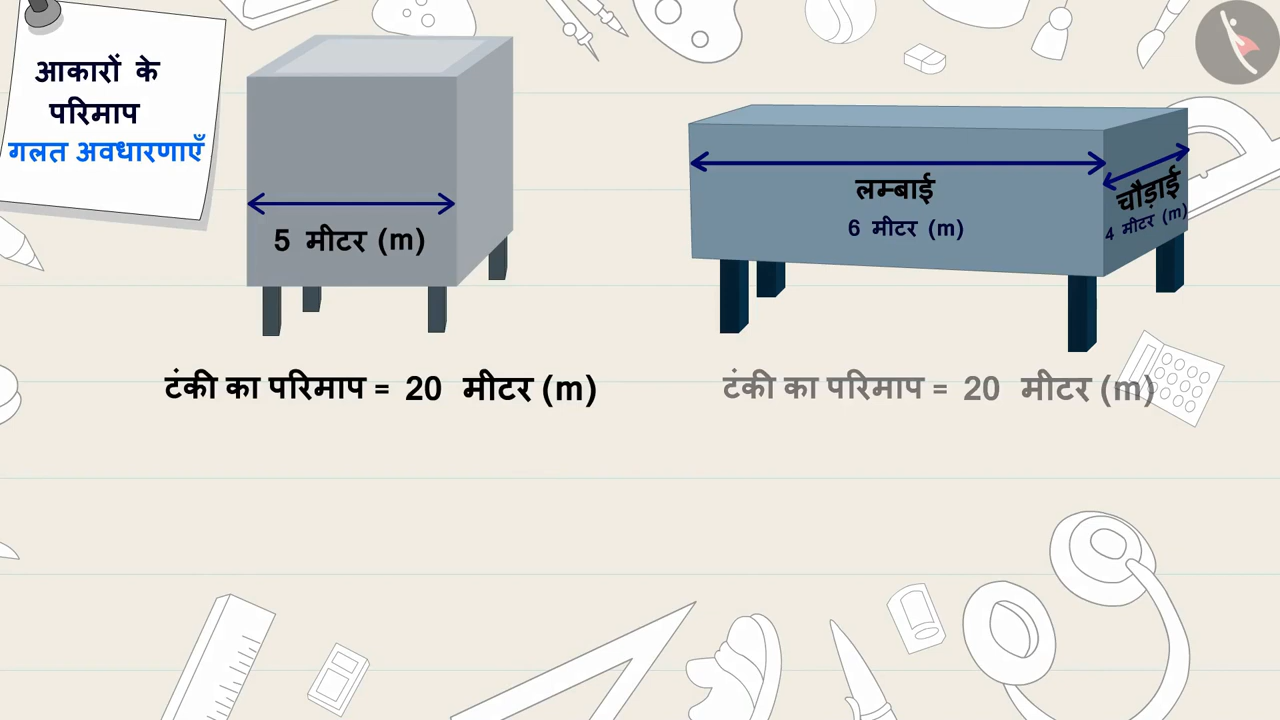 आकारों के
परिमाप
गलत अवधारणाएँ
5 मीटर (m)
टंकी का परिमाप = 20 मीटर (m)
लम्बाई
6 मीटर (m)
चौड़ाई
4 मीटर (m)
टंकी का परिमाप = 20 मीटर (m)